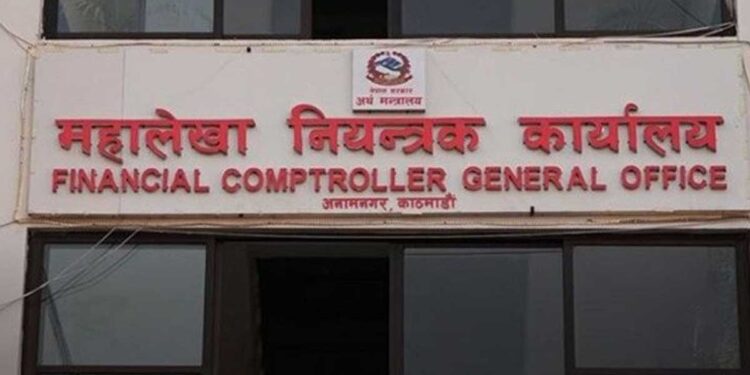 नेपाल सरकार
अर्थ मन्त्रालय
महालेखा नियन्त्रक कार्यालय
FINANCIAL COMPTROLLER GENERAL OFFICE
अनामनगर, काठमाडौं